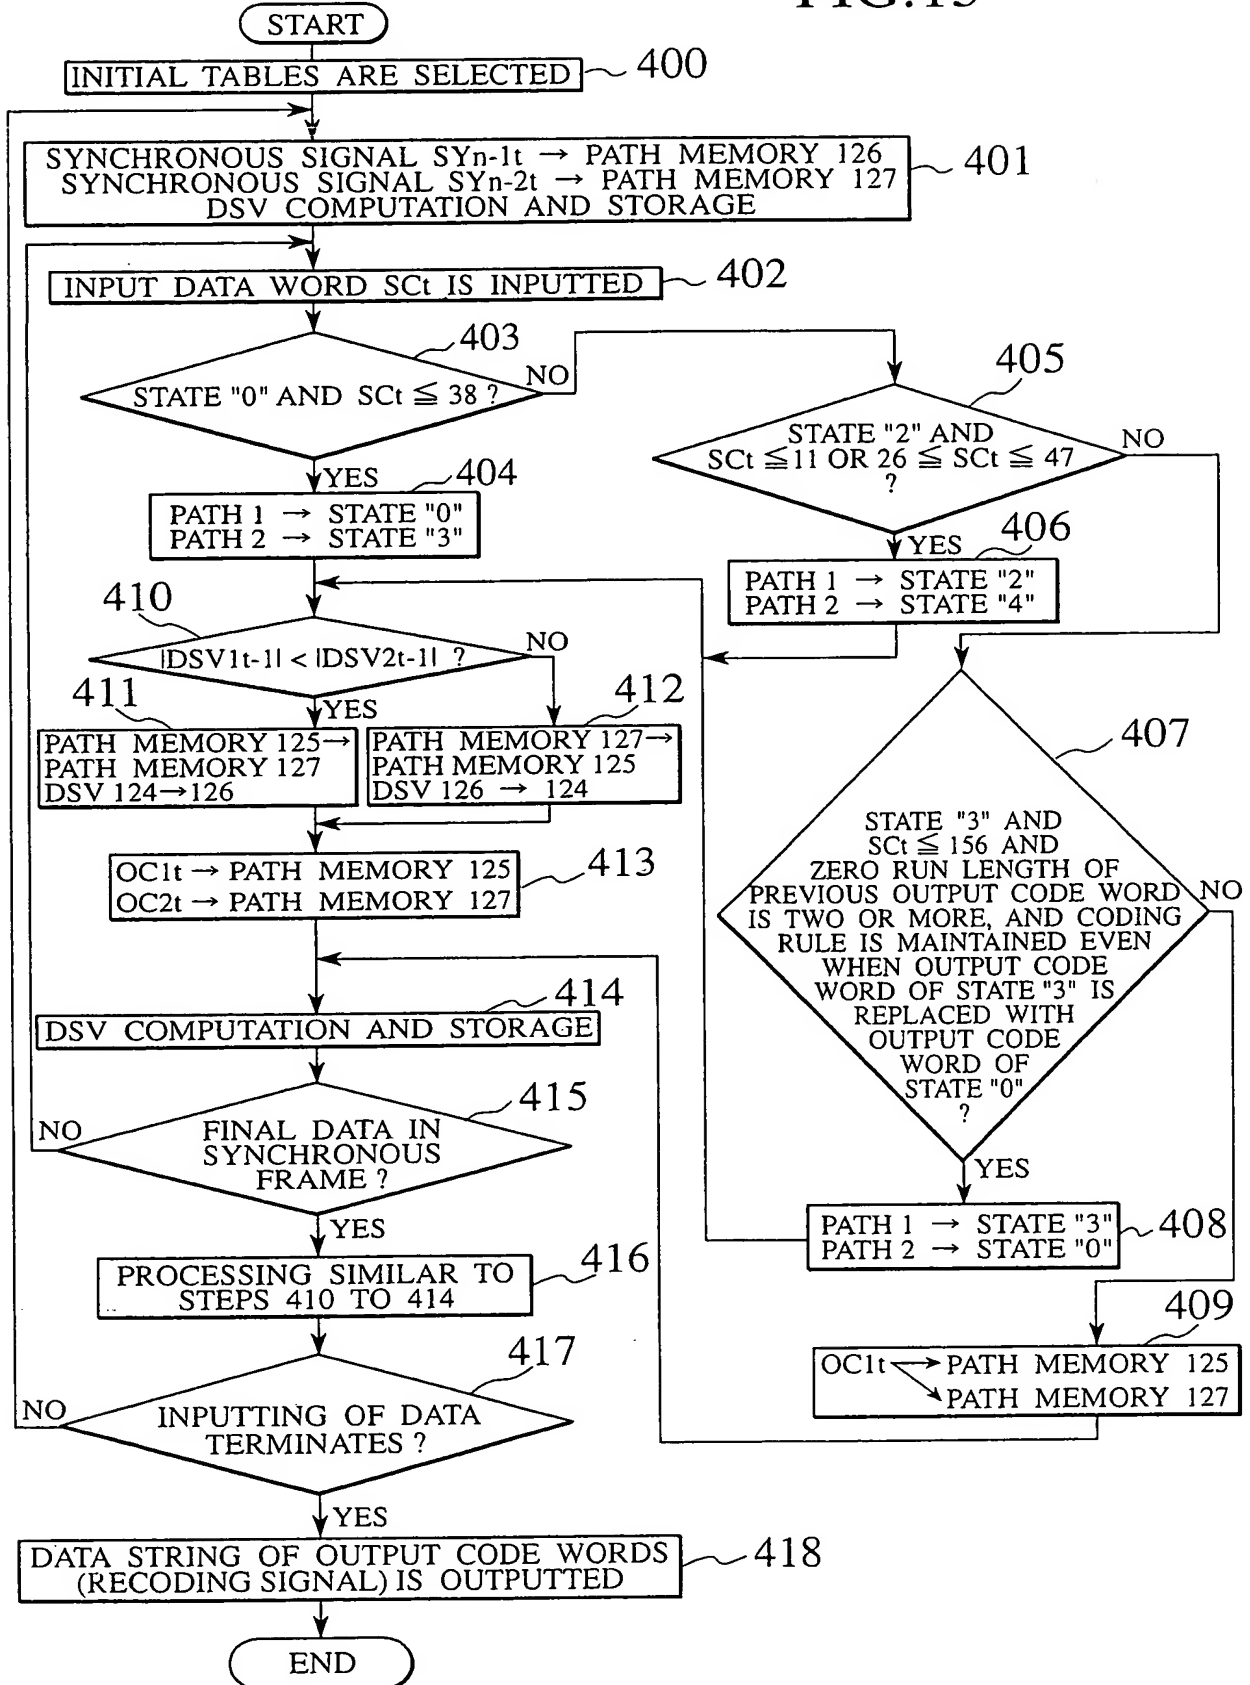 FIG.15
START
INITIAL TABLES ARE SELECTED
400
SYNCHRONOUS SIGNAL SYn-1t → PATH MEMORY 126
SYNCHRONOUS SIGNAL SYn-2t → PATH MEMORY 127
DSV COMPUTATION AND STORAGE
401
INPUT DATA WORD SCt IS INPUTTED
402
403
STATE "0" AND SCt ≦ 38 ?
NO
YES
404
PATH 1 → STATE "0"
PATH 2 → STATE "3"
405
STATE "2" AND
SCt ≦11 OR 26 ≦ SCt ≦ 47
?
NO
YES
406
PATH 1 → STATE "2"
PATH 2 → STATE "4"
407
STATE "3" AND
SCt ≦ 156 AND
ZERO RUN LENGTH OF
PREVIOUS OUTPUT CODE WORD
IS TWO OR MORE, AND CODING
RULE IS MAINTAINED EVEN
WHEN OUTPUT CODE
WORD OF STATE "3" IS
REPLACED WITH
OUTPUT CODE
WORD OF
STATE "0"
?
NO
YES
PATH 1 → STATE "3"
PATH 2 → STATE "0"
408
409
OC1t → PATH MEMORY 125
PATH MEMORY 127
410
|DSV1t-1| < |DSV2t-1| ?
NO
YES
411
PATH MEMORY 125→
PATH MEMORY 127
DSV 124→126
412
PATH MEMORY 127→
PATH MEMORY 125
DSV 126 → 124
OC1t → PATH MEMORY 125
OC2t → PATH MEMORY 127
413
414
DSV COMPUTATION AND STORAGE
415
FINAL DATA IN
SYNCHRONOUS
FRAME ?
NO
YES
PROCESSING SIMILAR TO
STEPS 410 TO 414
416
417
INPUTTING OF DATA
TERMINATES ?
NO
YES
DATA STRING OF OUTPUT CODE WORDS
(RECODING SIGNAL) IS OUTPUTTED
418
END